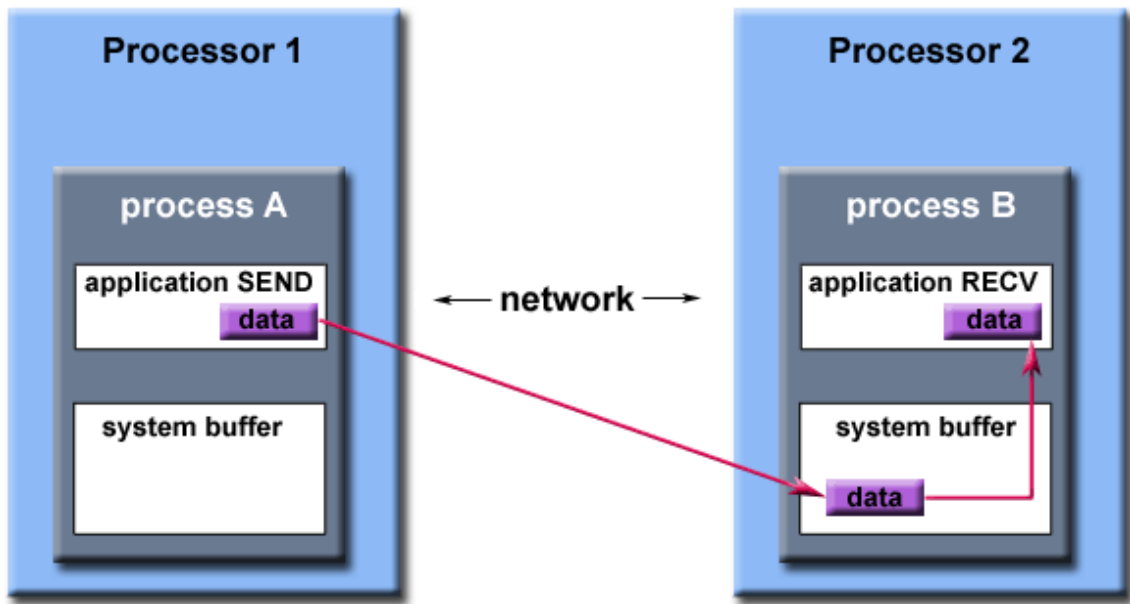 Processor 1
process A
application SEND
data
system buffer
network
Processor 2
process B
application RECV
data
system buffer
data